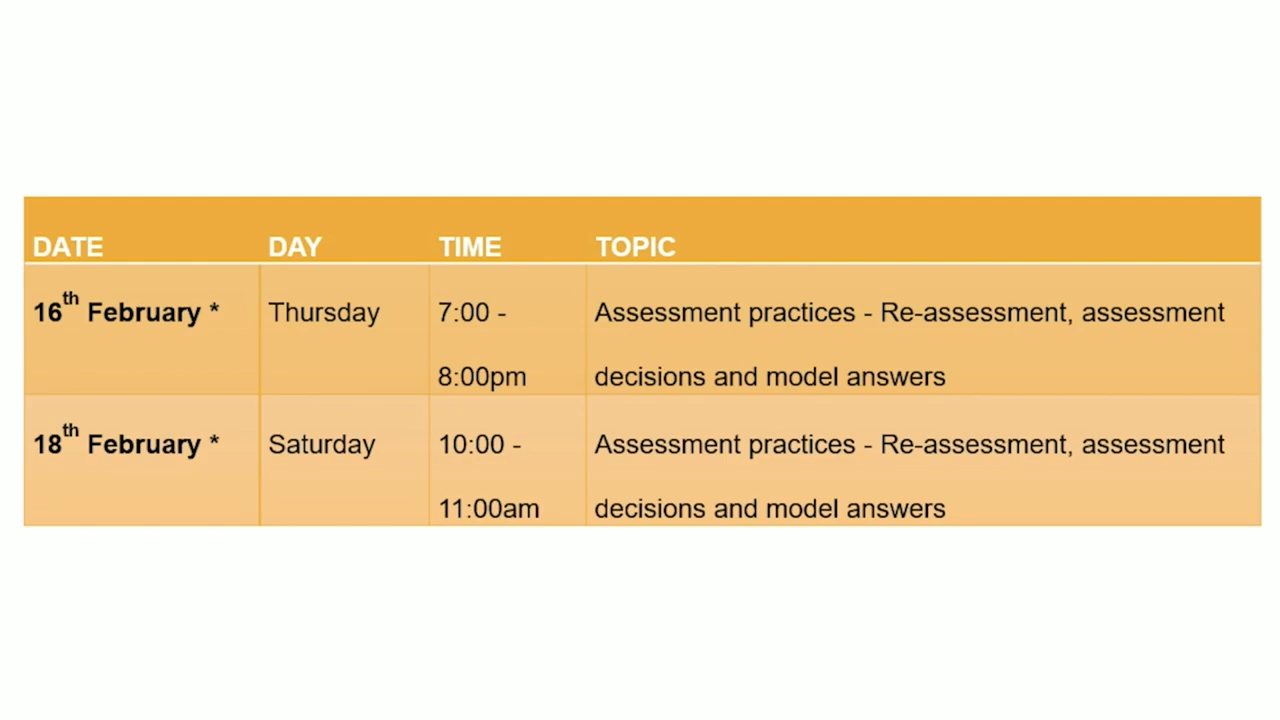 DATE DAY TIME TOPIC
16th February * Thursday 7:00 - Assessment practices - Re-assessment, assessment
8:00pm decisions and model answers
18th February * Saturday 10:00 - Assessment practices - Re-assessment, assessment
11:00am decisions and model answers